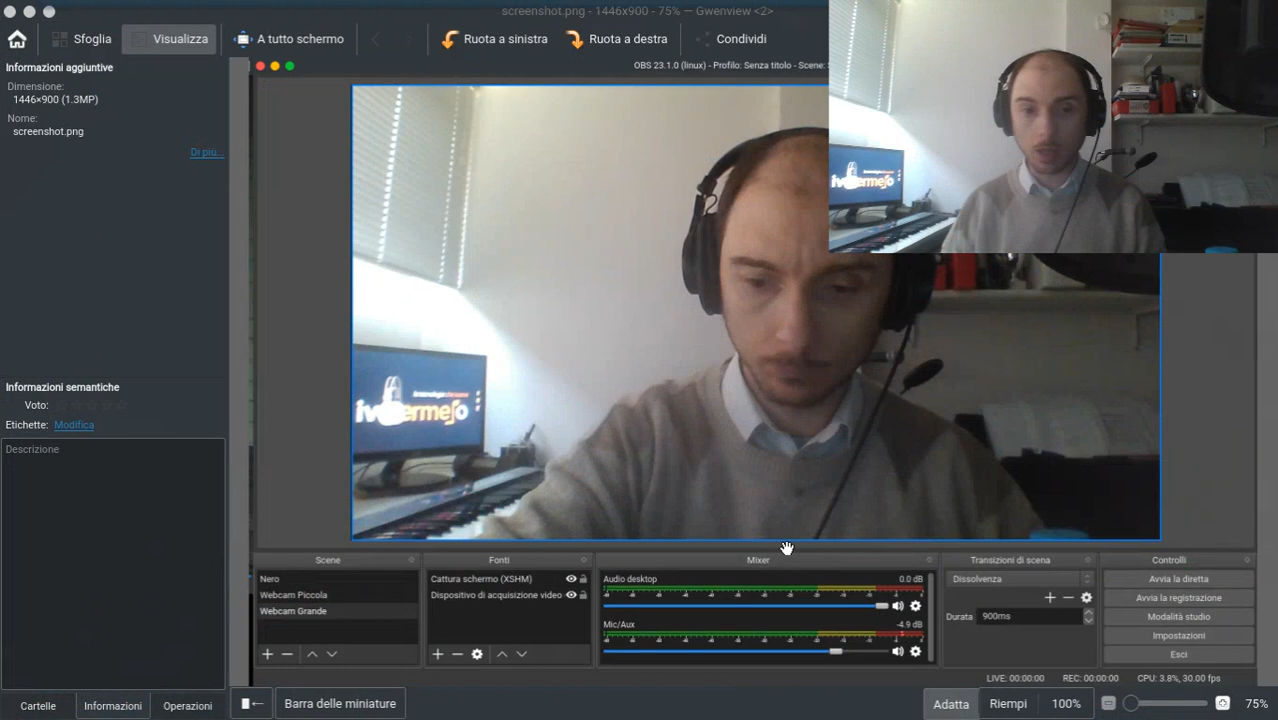 screenshot.png - 1446x900 - 75% — Gwenview <2>
Sfoglia
Visualizza
A tutto schermo
Ruota a sinistra
Ruota a destra
Condividi
Informazioni aggiuntive
Dimensione:
1446×900 (1.3MP)
Nome:
screenshot.png
Di più...
OBS 23.1.0 (linux) - Profilo: Senza titolo - Scene:
Informazioni semantiche
Voto:
Etichette: Modifica
Descrizione
Scene
Nero
Webcam Piccola
Webcam Grande
Fonti
Cattura schermo (XSHM)
Dispositivo di acquisizione video
Mixer
Audio desktop
0.0 dB
Mic/Aux
-4.9 dB
Transizioni di scena
Dissolvenza
Durata
900ms
Controlli
Avvia la diretta
Avvia la registrazione
Modalità studio
Impostazioni
Esci
LIVE: 00:00:00
REC: 00:00:00
CPU: 3.8%, 30.00 fps
Cartelle
Informazioni
Operazioni
Barra delle miniature
Adatta
Riempi
100%
75%